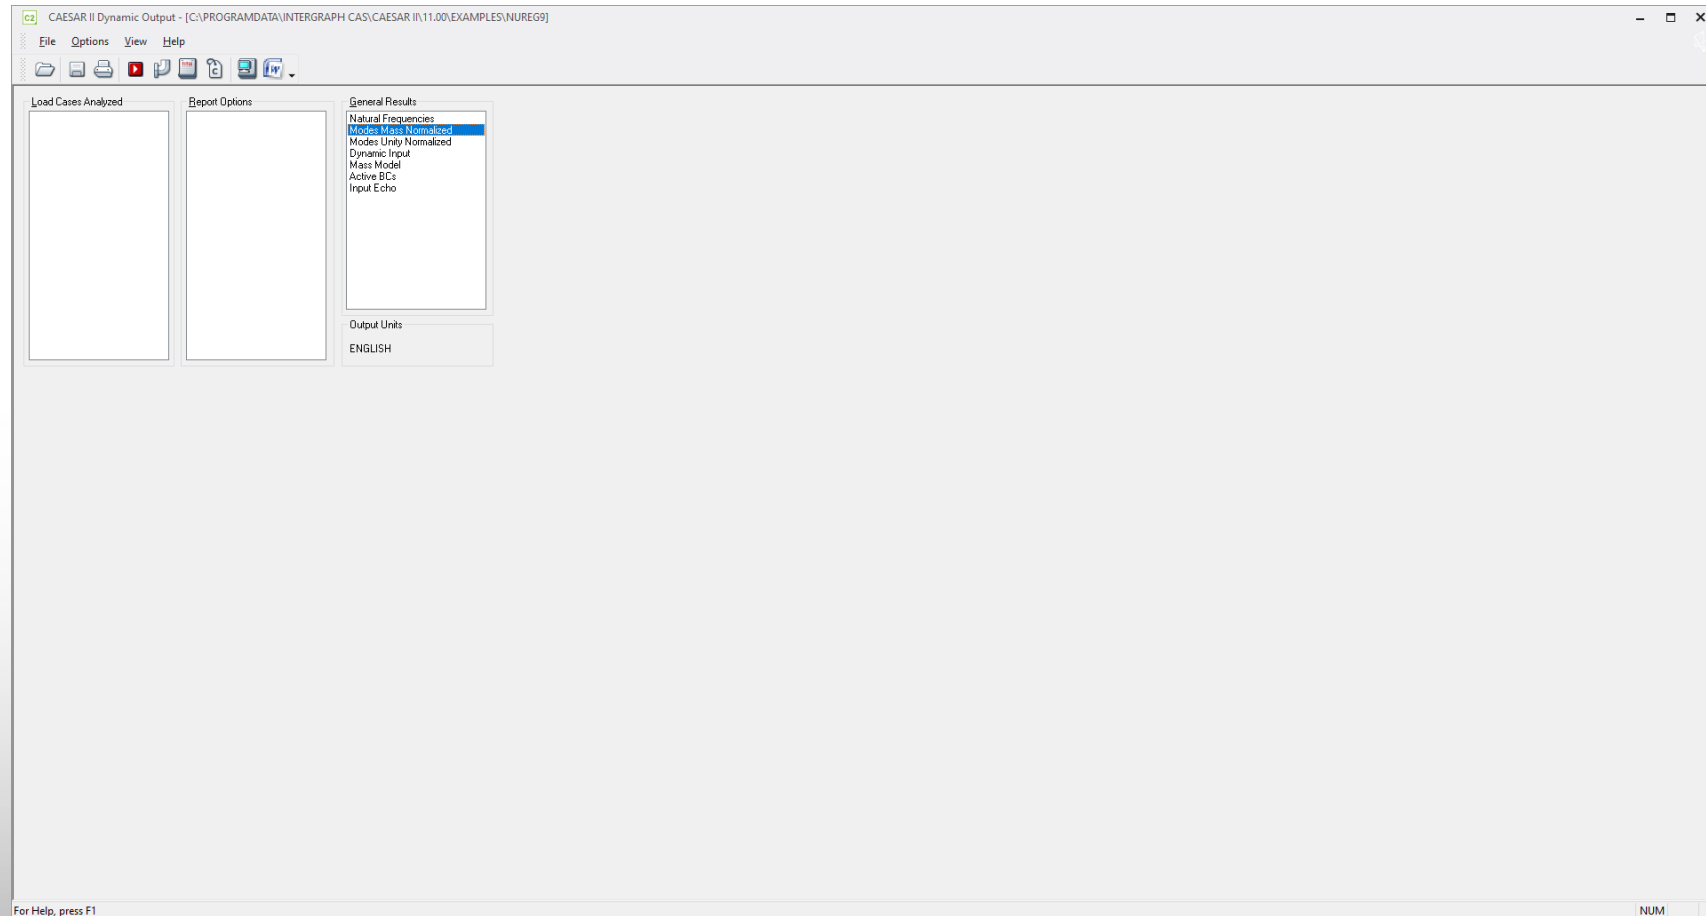 C2 CAESAR II Dynamic Output - [C:\PROGRAMDATA\INTERGRAPH CAS\CAESAR II\11.00\EXAMPLES\NUREG9]
File Options View Help
Load Cases Analyzed
Report Options
General Results
Natural Frequencies
Modes Mass Normalized
Modes Unity Normalized
Dynamic Input
Mass Model
Active BCs
Input Echo
Output Units
ENGLISH
For Help, press F1
NUM